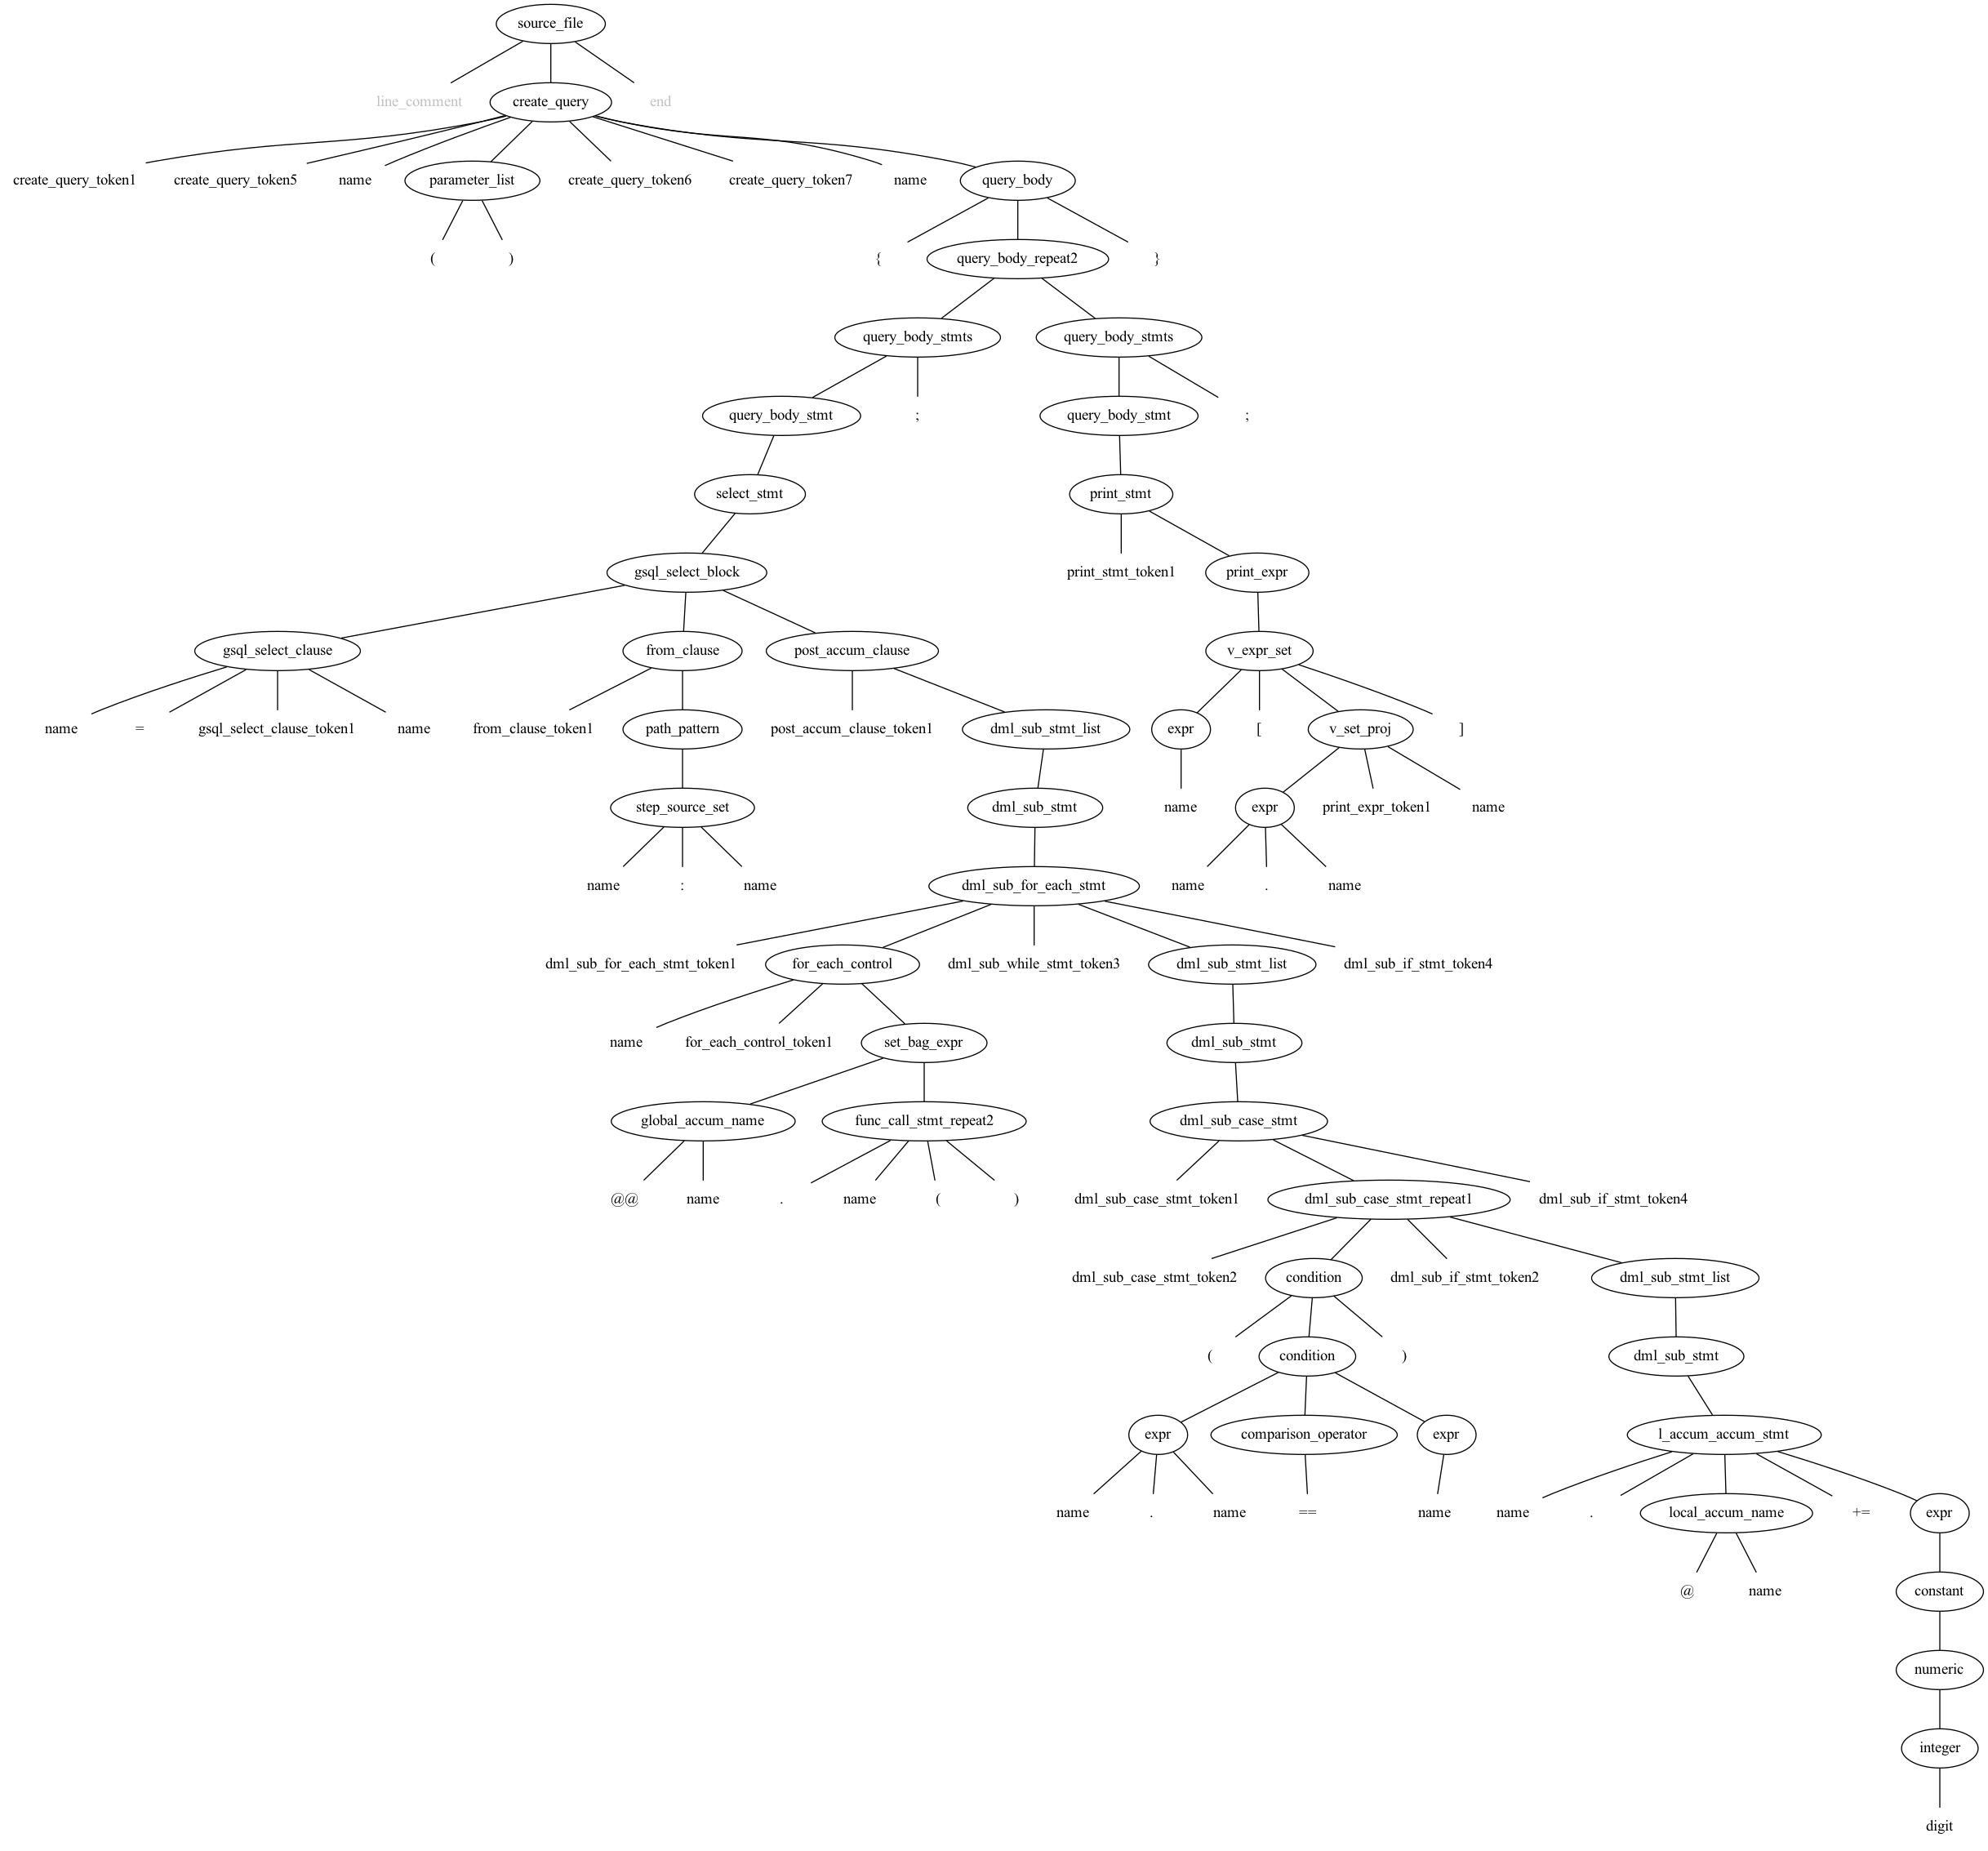 source_file
line_comment create_query end
create_query_token1 create_query_token5 name parameter_list create_query_token6 create_query_token7 name query_body
( ) { query_body_repeat2 }
query_body_stmts query_body_stmts
query_body_stmt ; query_body_stmt ;
select_stmt print_stmt
gsql_select_block print_stmt_token1 print_expr
gsql_select_clause from_clause post_accum_clause v_expr_set
name = gsql_select_clause_token1 name from_clause_token1 path_pattern post_accum_clause_token1 dml_sub_stmt_list expr [ v_set_proj ]
step_source_set dml_sub_stmt name expr print_expr_token1 name
name : name dml_sub_for_each_stmt name . name
dml_sub_for_each_stmt_token1 for_each_control dml_sub_while_stmt_token3 dml_sub_stmt_list dml_sub_if_stmt_token4
name for_each_control_token1 set_bag_expr dml_sub_stmt
global_accum_name func_call_stmt_repeat2 dml_sub_case_stmt
@@ name . name ( ) dml_sub_case_stmt_token1 dml_sub_case_stmt_repeat1 dml_sub_if_stmt_token4
dml_sub_case_stmt_token2 condition dml_sub_if_stmt_token2 dml_sub_stmt_list
( condition ) dml_sub_stmt
expr comparison_operator expr l_accum_accum_stmt
name . name == name name . local_accum_name += expr
@ name constant
numeric
integer
digit